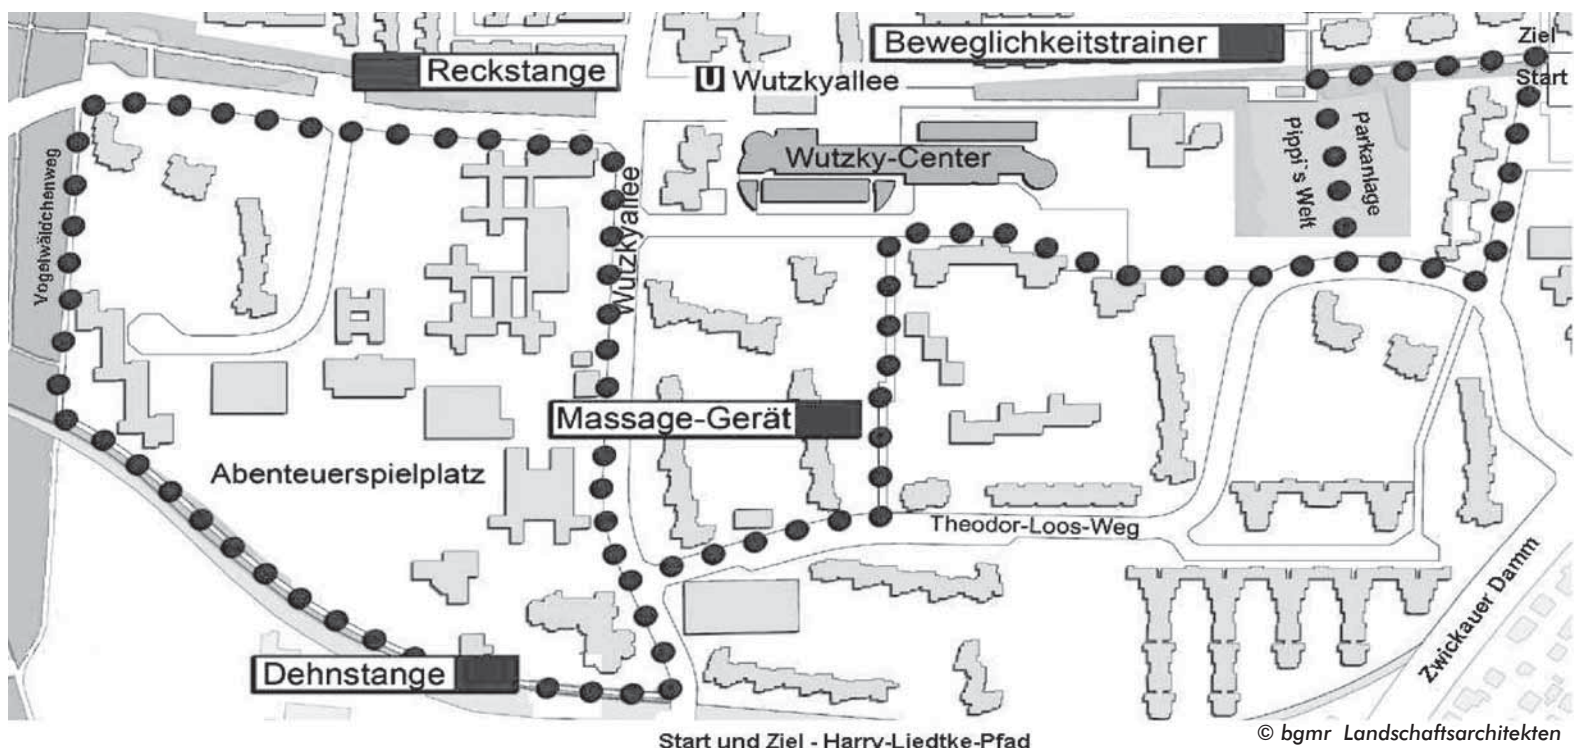 Beweglichkeitstrainer
Ziel
Reckstange
U Wutzkyallee
Start
Parkanlage
Pippi`s Welt
Wutzky-Center
Vogelwäldchenweg
Wutzkyallee
Massage-Gerät
Abenteuerspielplatz
Theodor-Loos-Weg
Zwickauer Damm
Dehnstange
Start und Ziel - Harry-Liedtke-Pfad
© bgmr Landschaftsarchitekten